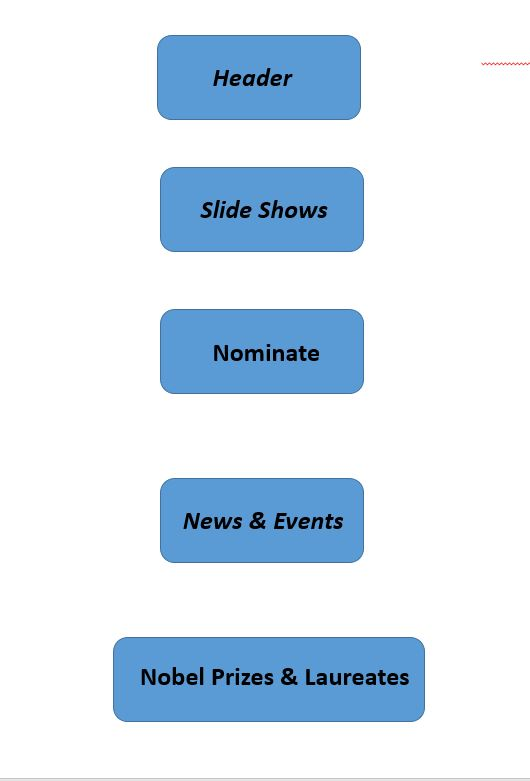 Header
Slide Shows
Nominate
News & Events
Nobel Prizes & Laureates